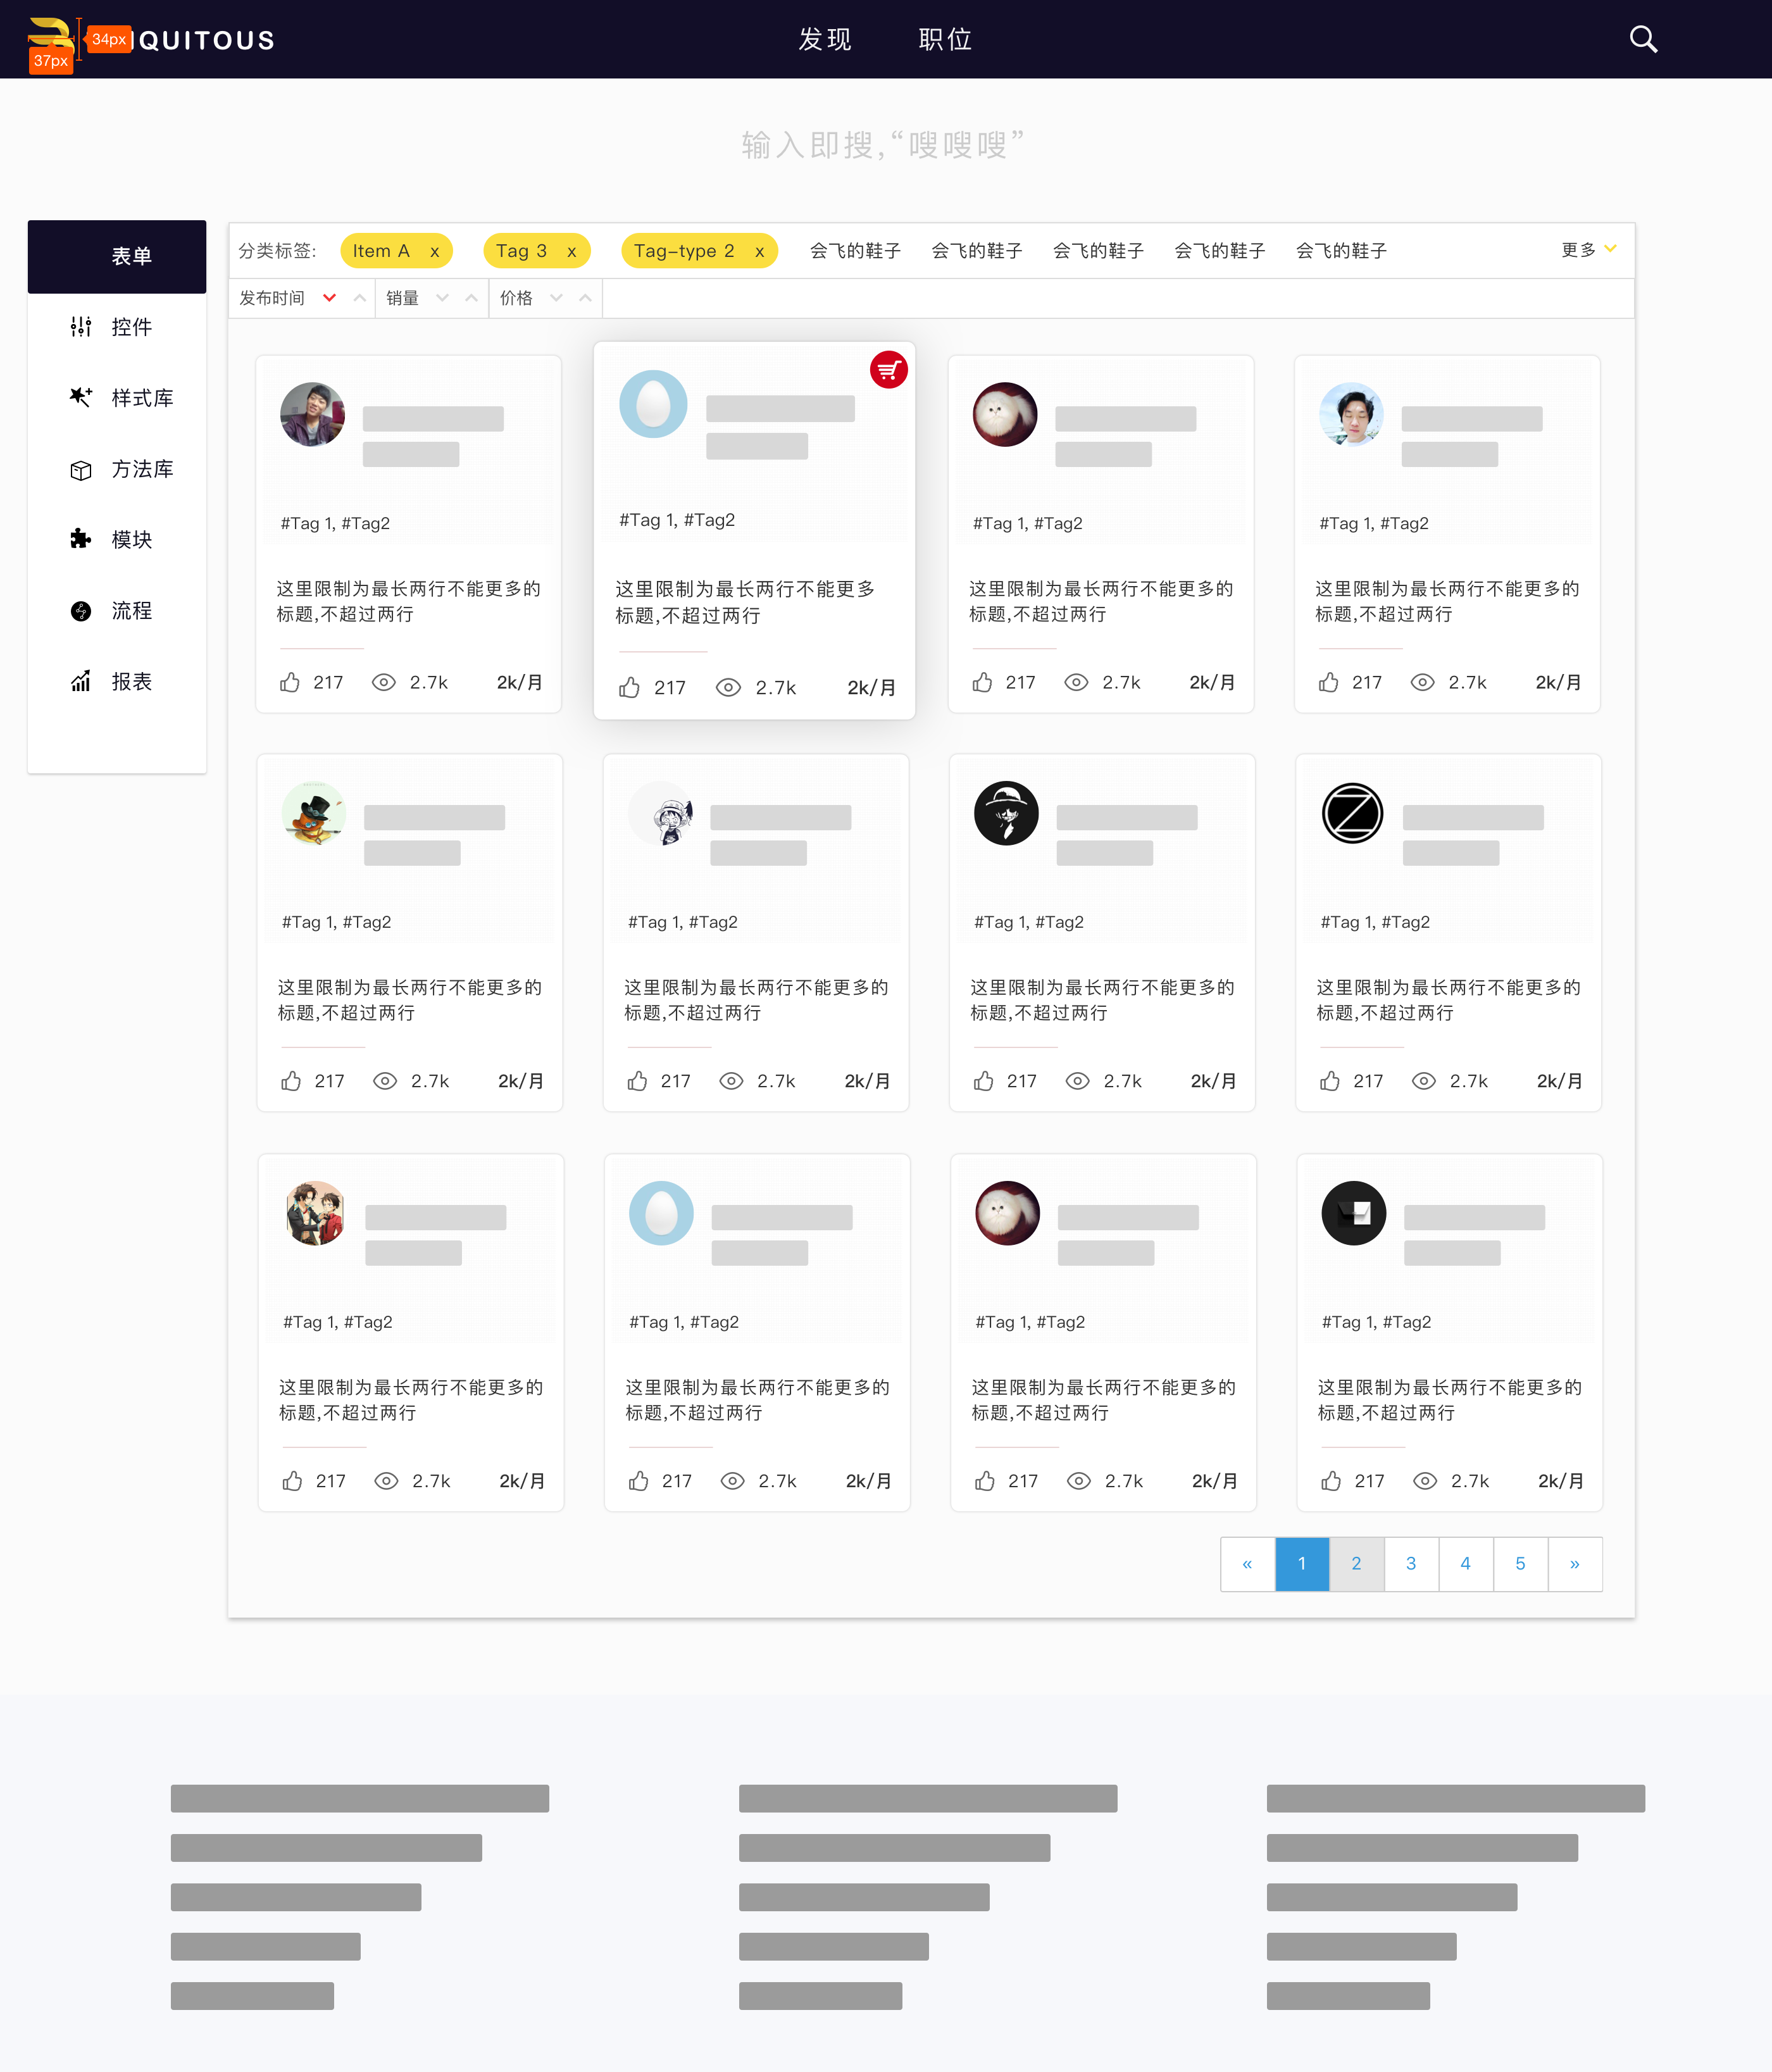 34px
37px
QUITOUS
发现 职位
输入即搜,“嗖嗖嗖”
表单
控件
样式库
方法库
模块
流程
报表
分类标签: Item A x Tag 3 x Tag-type 2 x 会飞的鞋子 会飞的鞋子 会飞的鞋子 会飞的鞋子 会飞的鞋子 更多
发布时间 销量 价格
#Tag 1, #Tag2
这里限制为最长两行不能更多的
标题,不超过两行
217 2.7k 2k/月
#Tag 1, #Tag2
这里限制为最长两行不能更多
标题,不超过两行
217 2.7k 2k/月
#Tag 1, #Tag2
这里限制为最长两行不能更多的
标题,不超过两行
217 2.7k 2k/月
#Tag 1, #Tag2
这里限制为最长两行不能更多的
标题,不超过两行
217 2.7k 2k/月
#Tag 1, #Tag2
这里限制为最长两行不能更多的
标题,不超过两行
217 2.7k 2k/月
#Tag 1, #Tag2
这里限制为最长两行不能更多的
标题,不超过两行
217 2.7k 2k/月
#Tag 1, #Tag2
这里限制为最长两行不能更多的
标题,不超过两行
217 2.7k 2k/月
#Tag 1, #Tag2
这里限制为最长两行不能更多的
标题,不超过两行
217 2.7k 2k/月
#Tag 1, #Tag2
这里限制为最长两行不能更多的
标题,不超过两行
217 2.7k 2k/月
#Tag 1, #Tag2
这里限制为最长两行不能更多的
标题,不超过两行
217 2.7k 2k/月
#Tag 1, #Tag2
这里限制为最长两行不能更多的
标题,不超过两行
217 2.7k 2k/月
#Tag 1, #Tag2
这里限制为最长两行不能更多的
标题,不超过两行
217 2.7k 2k/月
« 1 2 3 4 5 »